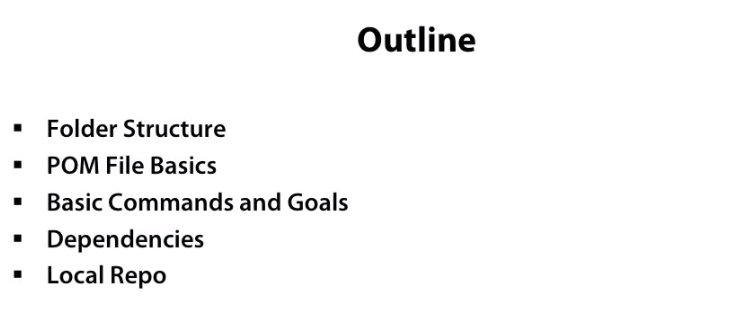 Outline
▪ Folder Structure
▪ POM File Basics
▪ Basic Commands and Goals
▪ Dependencies
▪ Local Repo